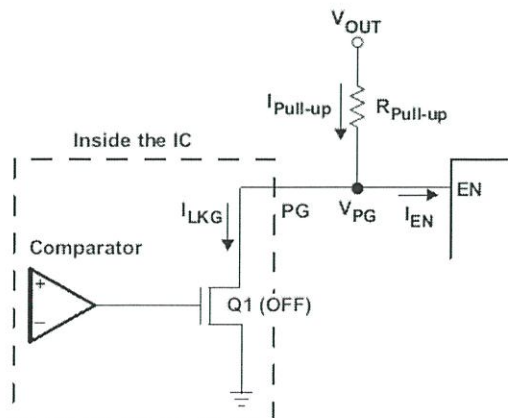 VOUT
IPull-up
RPull-up
Inside the IC
ILKG
PG
VPG
IEN
EN
Comparator
+
−
Q1 (OFF)